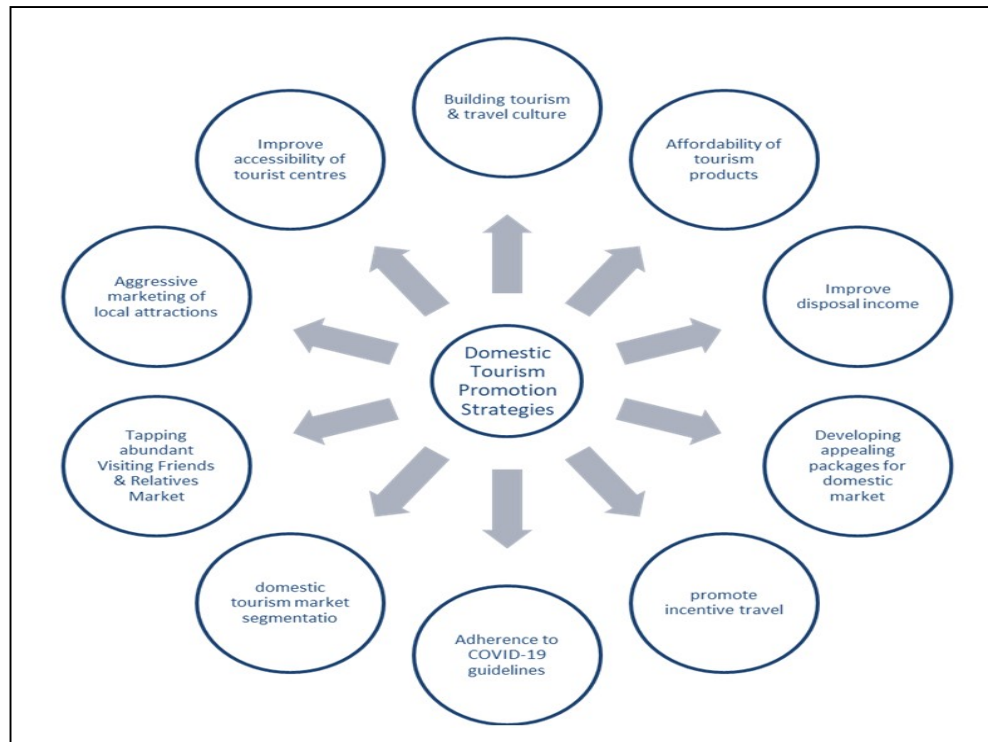 Building tourism
& travel culture
Affordability of
tourism
products
Improve
disposal income
Developing
appealing
packages for
domestic
market
promote
incentive travel
Adherence to
COVID-19
guidelines
domestic
tourism market
segmentatio
Tapping
abundant
Visiting Friends
& Relatives
Market
Aggressive
marketing of
local attractions
Improve
accessibility of
tourist centres
Domestic
Tourism
Promotion
Strategies